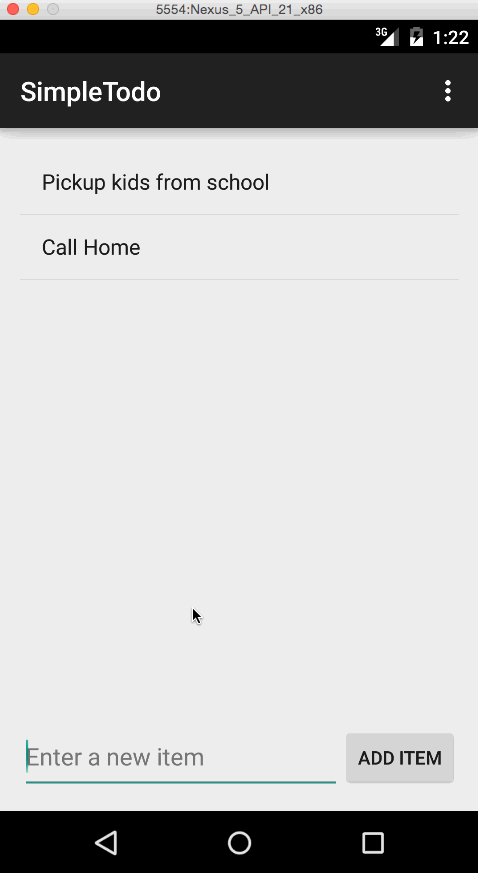 5554:Nexus_5_API_21_x86
3G 1:22
SimpleTodo
Pickup kids from school
Call Home
Enter a new item
ADD ITEM